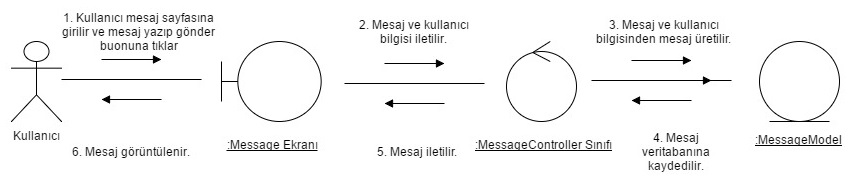 1. Kullanıcı mesaj sayfasına
girilir ve mesaj yazıp gönder
buonuna tıklar
2. Mesaj ve kullanıcı
bilgisi iletilir.
3. Mesaj ve kullanıcı
bilgisinden mesaj üretilir.
Kullanıcı
6. Mesaj görüntülenir.
:Message Ekranı
5. Mesaj iletilir.
:MessageController Sınıfı
4. Mesaj
veritabanına
kaydedilir.
:MessageModel